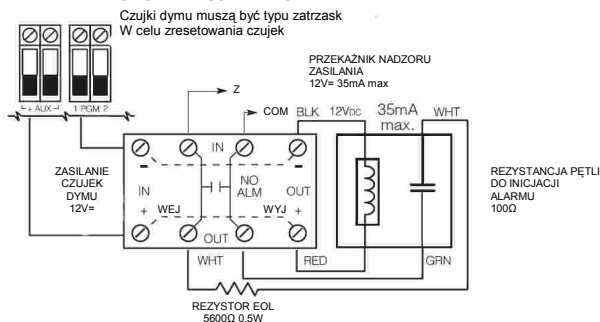 Czujki dymu muszą być typu zatrzask
W celu zresetowania czujek
PRZEKAŹNIK NADZORU
ZASILANIA
12V= 35mA max
+ AUX -
1 PGM 2
Z
COM
BLK
12VDC
35mA
max.
WHT
IN
ZASILANIE
CZUJEK
DYMU
12V=
-
-
IN
NO
ALM
OUT
+
WEJ
WYJ
+
OUT
WHT
RED
GRN
REZYSTANCJA PĘTLI
DO INICJACJI
ALARMU
100Ω
REZYSTOR EOL
5600Ω 0.5W